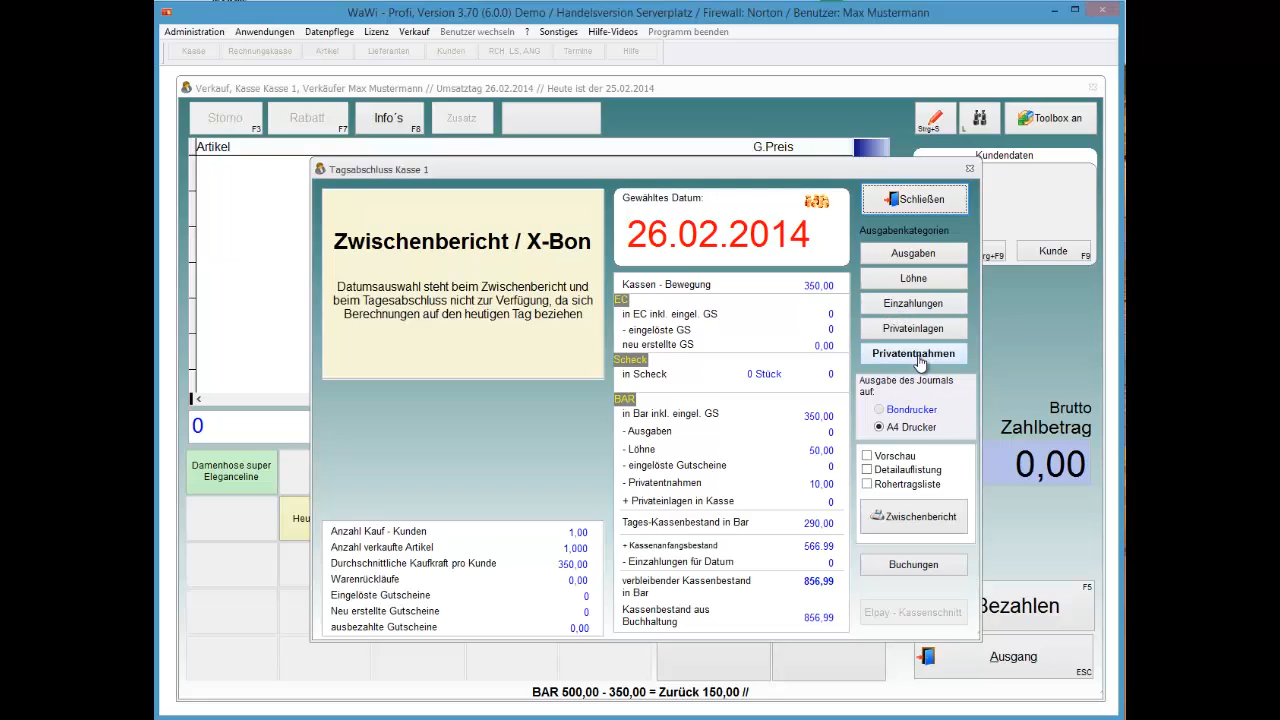 WaWi - Profi, Version 3.70 (6.0.0) Demo / Handelsversion Serverplatz / Firewall: Norton / Benutzer: Max Mustermann
Administration Anwendungen Datenpflege Lizenz Verkauf Benutzer wechseln ? Sonstiges Hilfe-Videos Programm beenden
Kasse Rechnungskasse Artikel Lieferanten Kunden RCH, LS, ANG Termine Hilfe
Verkauf, Kasse Kasse 1, Verkäufer Max Mustermann // Umsatztag 26.02.2014 // Heute ist der 25.02.2014
Storno F3 Rabatt F7 Info´s F8 Zusatz Strg+S L Toolbox an
Artikel G.Preis Kundendaten
Tagsabschluss Kasse 1
Zwischenbericht / X-Bon
Datumsauswahl steht beim Zwischenbericht und
beim Tagesabschluss nicht zur Verfügung, da sich
Berechnungen auf den heutigen Tag beziehen
Gewähltes Datum:
26.02.2014
Kassen - Bewegung 350,00
EC
in EC inkl. eingel. GS 0
- eingelöste GS 0
neu erstellte GS 0,00
Scheck
in Scheck 0 Stück 0
BAR
in Bar inkl. eingel. GS 350,00
- Ausgaben 0
- Löhne 50,00
- eingelöste Gutscheine 0
- Privatentnahmen 10,00
+ Privateinlagen in Kasse 0
Tages-Kassenbestand in Bar 290,00
+ Kassenanfangsbestand 566,99
- Einzahlungen für Datum 0
verbleibender Kassenbestand 856,99
in Bar
Kassenbestand aus
Buchhaltung 856,99
Anzahl Kauf - Kunden 1,00
Anzahl verkaufte Artikel 1,000
Durchschnittliche Kaufkraft pro Kunde 350,00
Warenrückläufe 0,00
Eingelöste Gutscheine 0
Neu erstellte Gutscheine 0
ausbezahlte Gutscheine 0,00
Schließen
Ausgabenkategorien
Ausgaben
Löhne
Einzahlungen
Privateinlagen
Privatentnahmen
Ausgabe des Journals
auf:
Bondrucker
A4 Drucker
Vorschau
Detailauflistung
Rohertragsliste
Zwischenbericht
Buchungen
Elpay - Kassenschnitt
rg+F9 Kunde F9
Brutto
Zahlbetrag
0,00
0
Damenhose super
Eleganceline
Heu
F5
Bezahlen
Ausgang
ESC
BAR 500,00 - 350,00 = Zurück 150,00 //